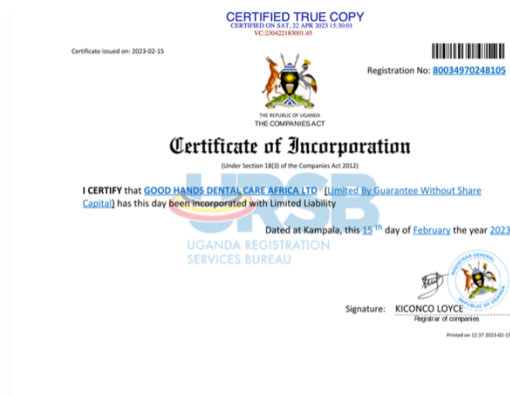 CERTIFIED TRUE COPY
CERTIFIED ON SAT, 22 APR 2023 15:30:01
VC:230422183001.45
Certificate issued on: 2023-02-15
Registration No: 80034970248105
THE REPUBLIC OF UGANDA
THE COMPANIES ACT
Certificate of Incorporation
(Under Section 18(3) of the Companies Act 2012)
I CERTIFY that GOOD HANDS DENTAL CARE AFRICA LTD (Limited By Guarantee Without Share
Capital) has this day been incorporated with Limited Liability
URSB
Dated at Kampala, this 15 th day of February the year 2023
UGANDA REGISTRATION
SERVICES BUREAU
REGISTRAR GENERAL
REPUBLIC OF UGANDA
Signature: KICONCO LOYCE
Registrar of companies
Printed on 12:37 2023-02-15